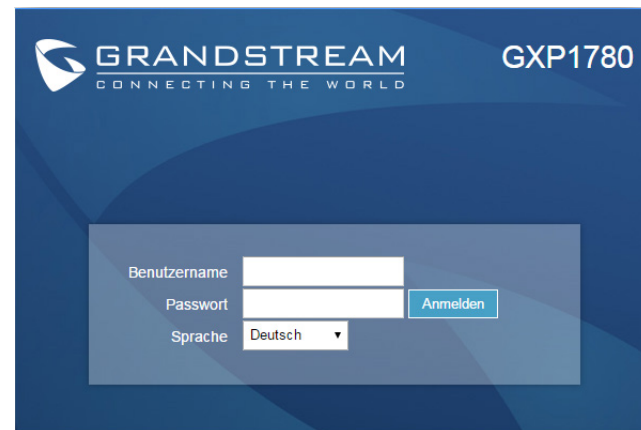 GRANDSTREAM GXP1780
CONNECTING THE WORLD
Benutzername
Passwort Anmelden
Sprache Deutsch